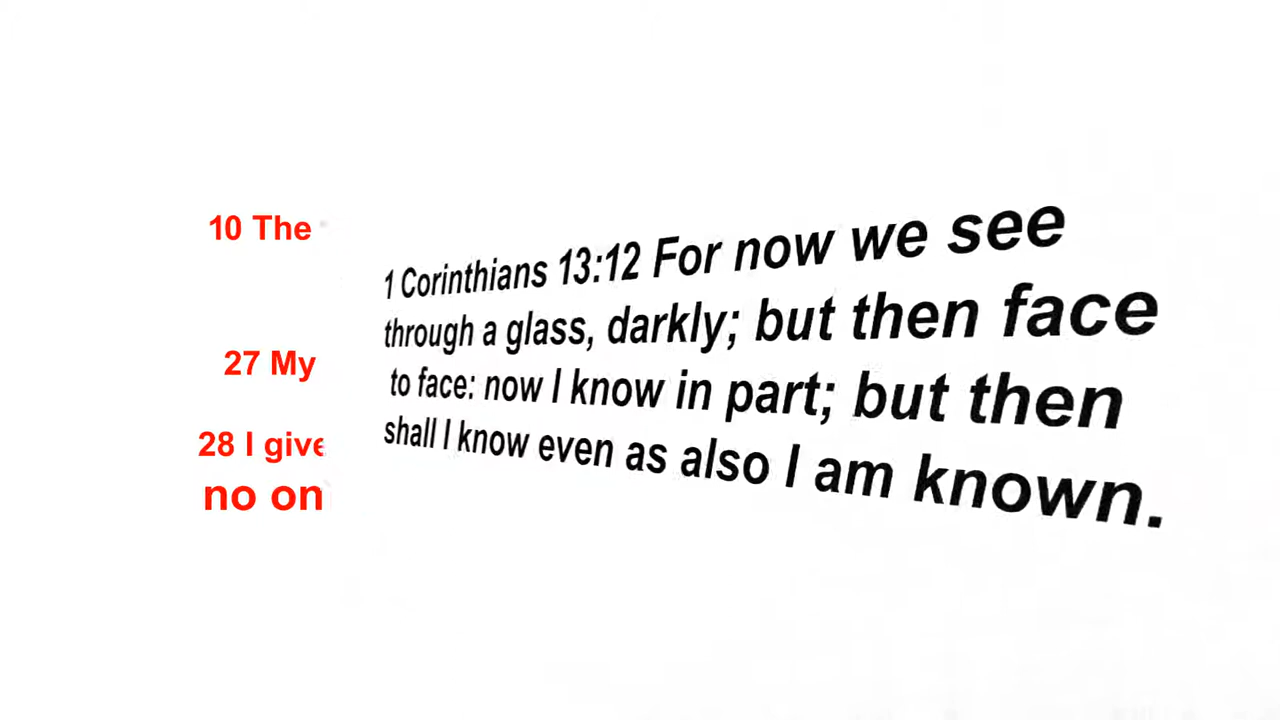 10 The
27 My
28 I give
no on
1 Corinthians 13:12 For now we see
through a glass, darkly; but then face
to face: now I know in part; but then
shall I know even as also I am known.